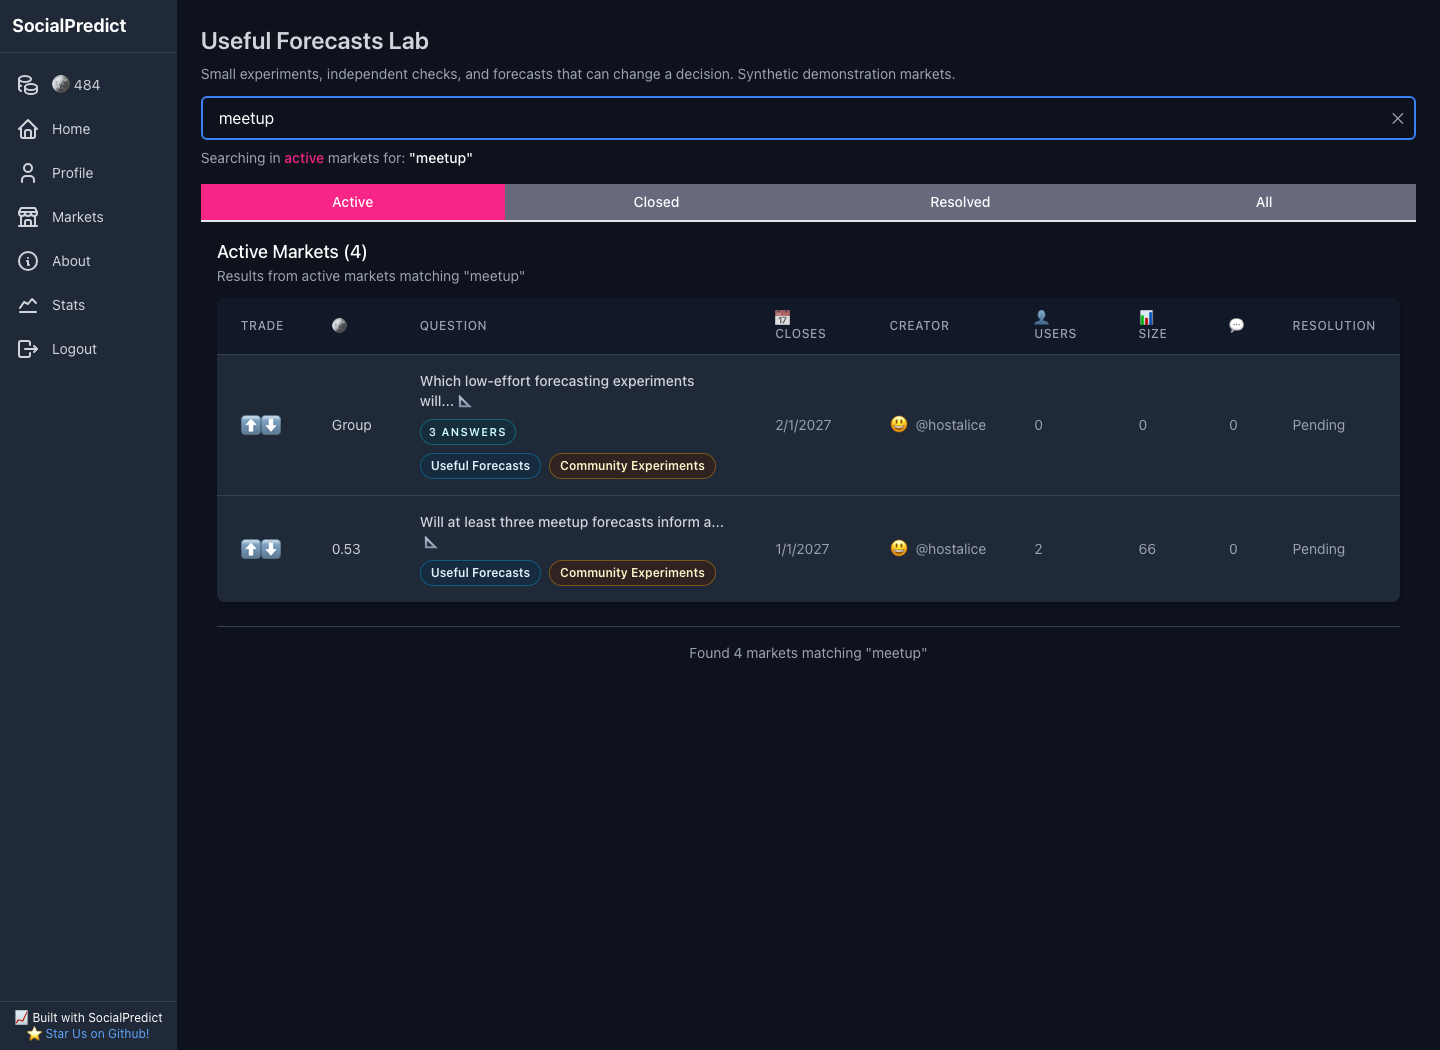 SocialPredict
484
Home
Profile
Markets
About
Stats
Logout
📈 Built with SocialPredict
⭐ Star Us on Github!
Useful Forecasts Lab
Small experiments, independent checks, and forecasts that can change a decision. Synthetic demonstration markets.
meetup
Searching in active markets for: "meetup"
Active Closed Resolved All
Active Markets (4)
Results from active markets matching "meetup"
TRADE QUESTION 📅 CLOSES CREATOR 👤 USERS 📊 SIZE 💬 RESOLUTION
Which low-effort forecasting experiments
will... 📐
⬆️⬇️ Group 2/1/2027 😃 @hostalice 0 0 0 Pending
3 ANSWERS
Useful Forecasts Community Experiments
Will at least three meetup forecasts inform a...
📐
⬆️⬇️ 0.53 1/1/2027 😃 @hostalice 2 66 0 Pending
Useful Forecasts Community Experiments
Found 4 markets matching "meetup"